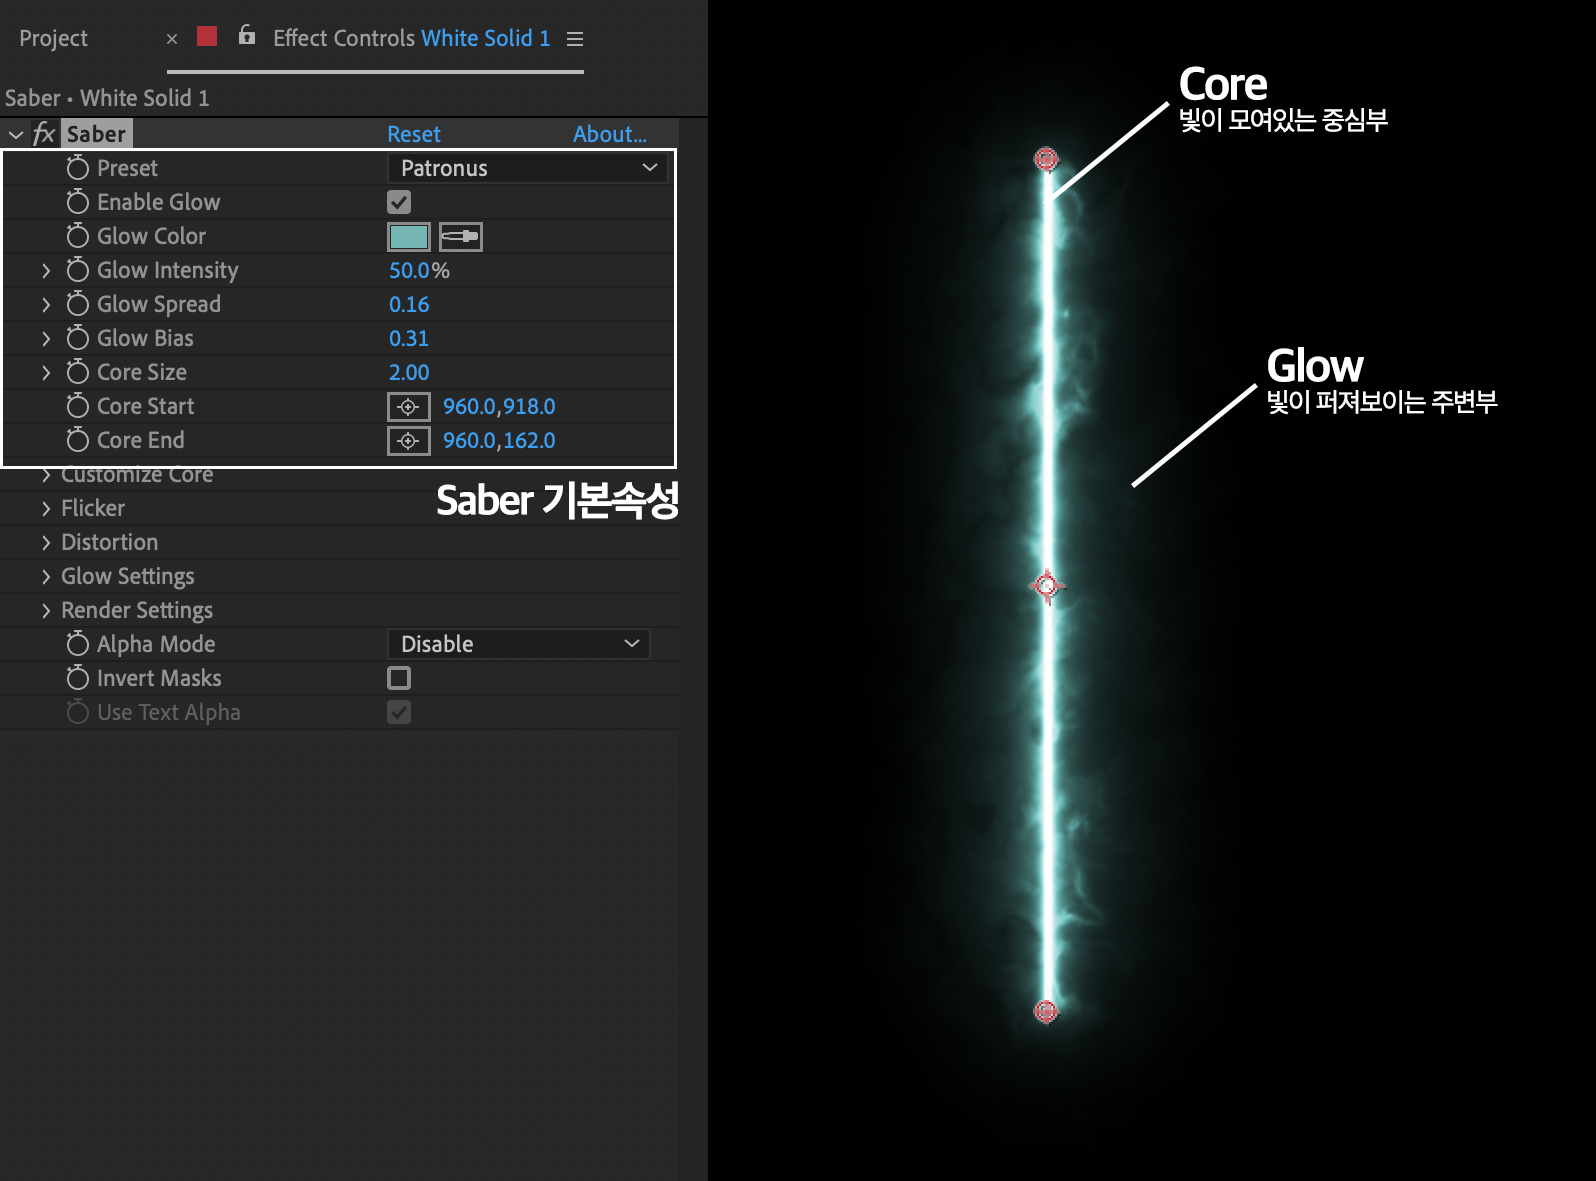 Project
× Effect Controls White Solid 1
Saber • White Solid 1
fx Saber Reset About...
Preset Patronus
Enable Glow
Glow Color
Glow Intensity 50.0%
Glow Spread 0.16
Glow Bias 0.31
Core Size 2.00
Core Start 960.0,918.0
Core End 960.0,162.0
Customize Core
Saber 기본속성
Flicker
Distortion
Glow Settings
Render Settings
Alpha Mode Disable
Invert Masks
Use Text Alpha
Core
빛이 모여있는 중심부
Glow
빛이 퍼져보이는 주변부